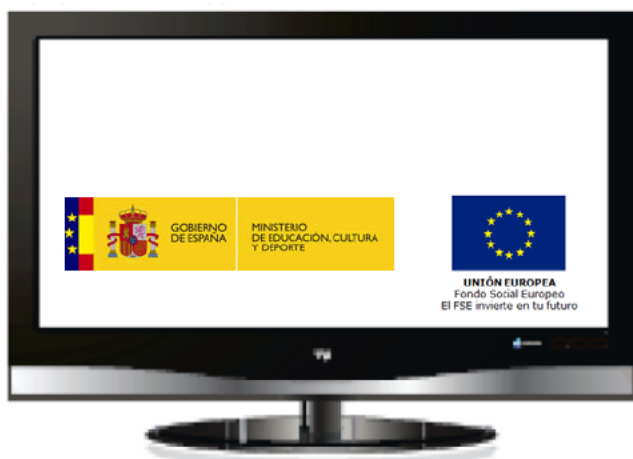 GOBIERNO
DE ESPAÑA
MINISTERIO
DE EDUCACIÓN, CULTURA
Y DEPORTE
UNIÓN EUROPEA
Fondo Social Europeo
El FSE invierte en tu futuro